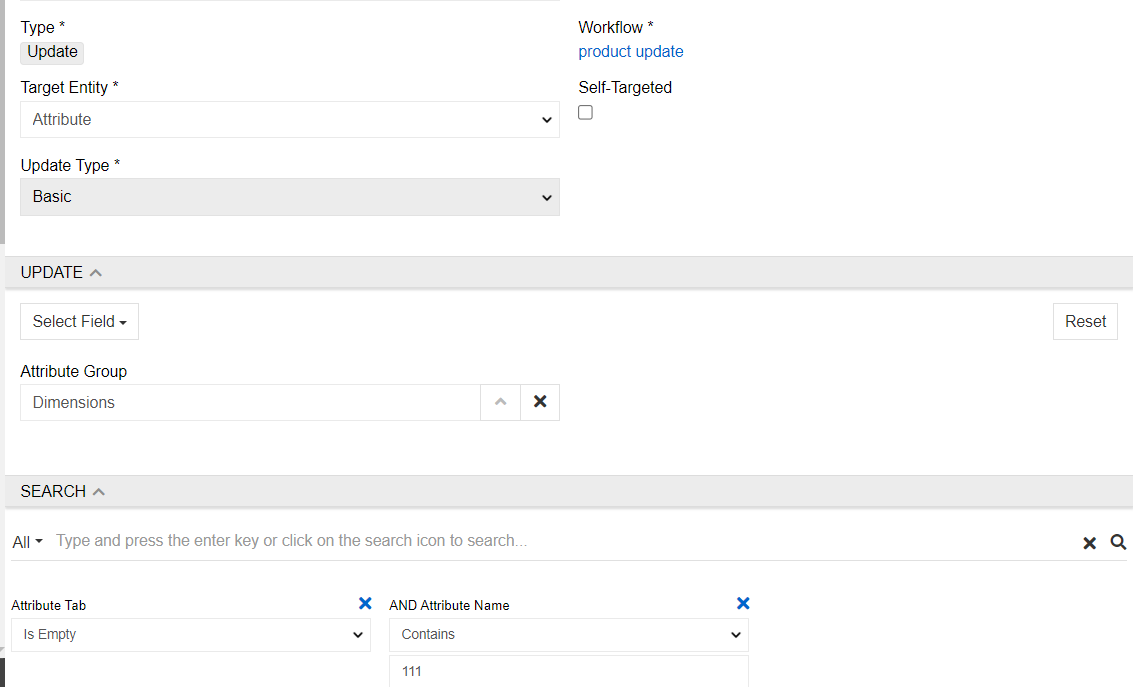 Type *
Workflow *
Update
product update
Target Entity *
Self-Targeted
Attribute
Update Type *
Basic
UPDATE
Select Field
Reset
Attribute Group
Dimensions
SEARCH
All
Type and press the enter key or click on the search icon to search...
Attribute Tab
AND Attribute Name
Is Empty
Contains
111